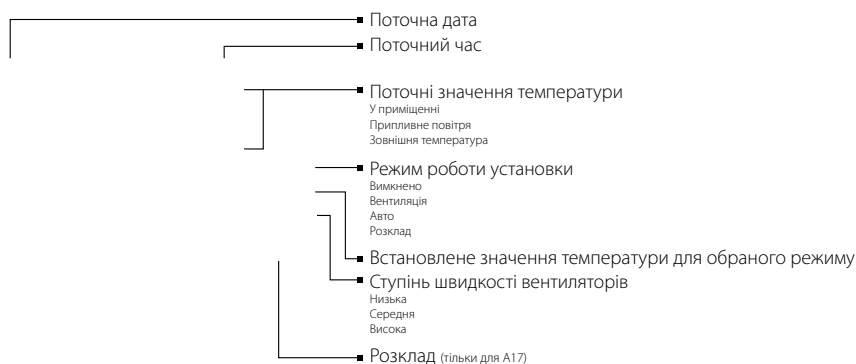 Поточна дата
Поточний час
Поточні значення температури
У приміщенні
Припливне повітря
Зовнішня температура
Режим роботи установки
Вимкнено
Вентиляція
Авто
Розклад
Встановлене значення температури для обраного режиму
Ступінь швидкості вентиляторів
Низька
Середня
Висока
Розклад (тільки для А17)